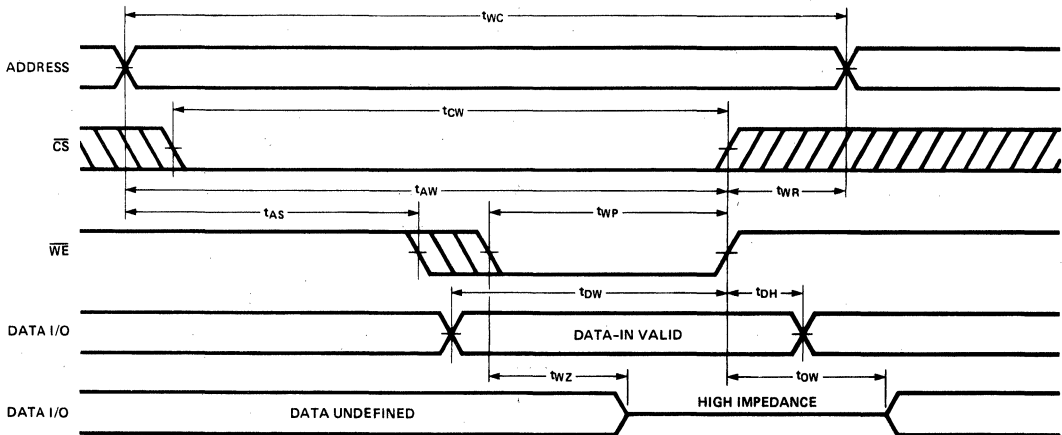 tWC
ADDRESS
tCW
CS
tAW
tWR
tAS
tWP
WE
tDW
tDH
DATA I/O
DATA-IN VALID
tWZ
tOW
HIGH IMPEDANCE
DATA I/O
DATA UNDEFINED